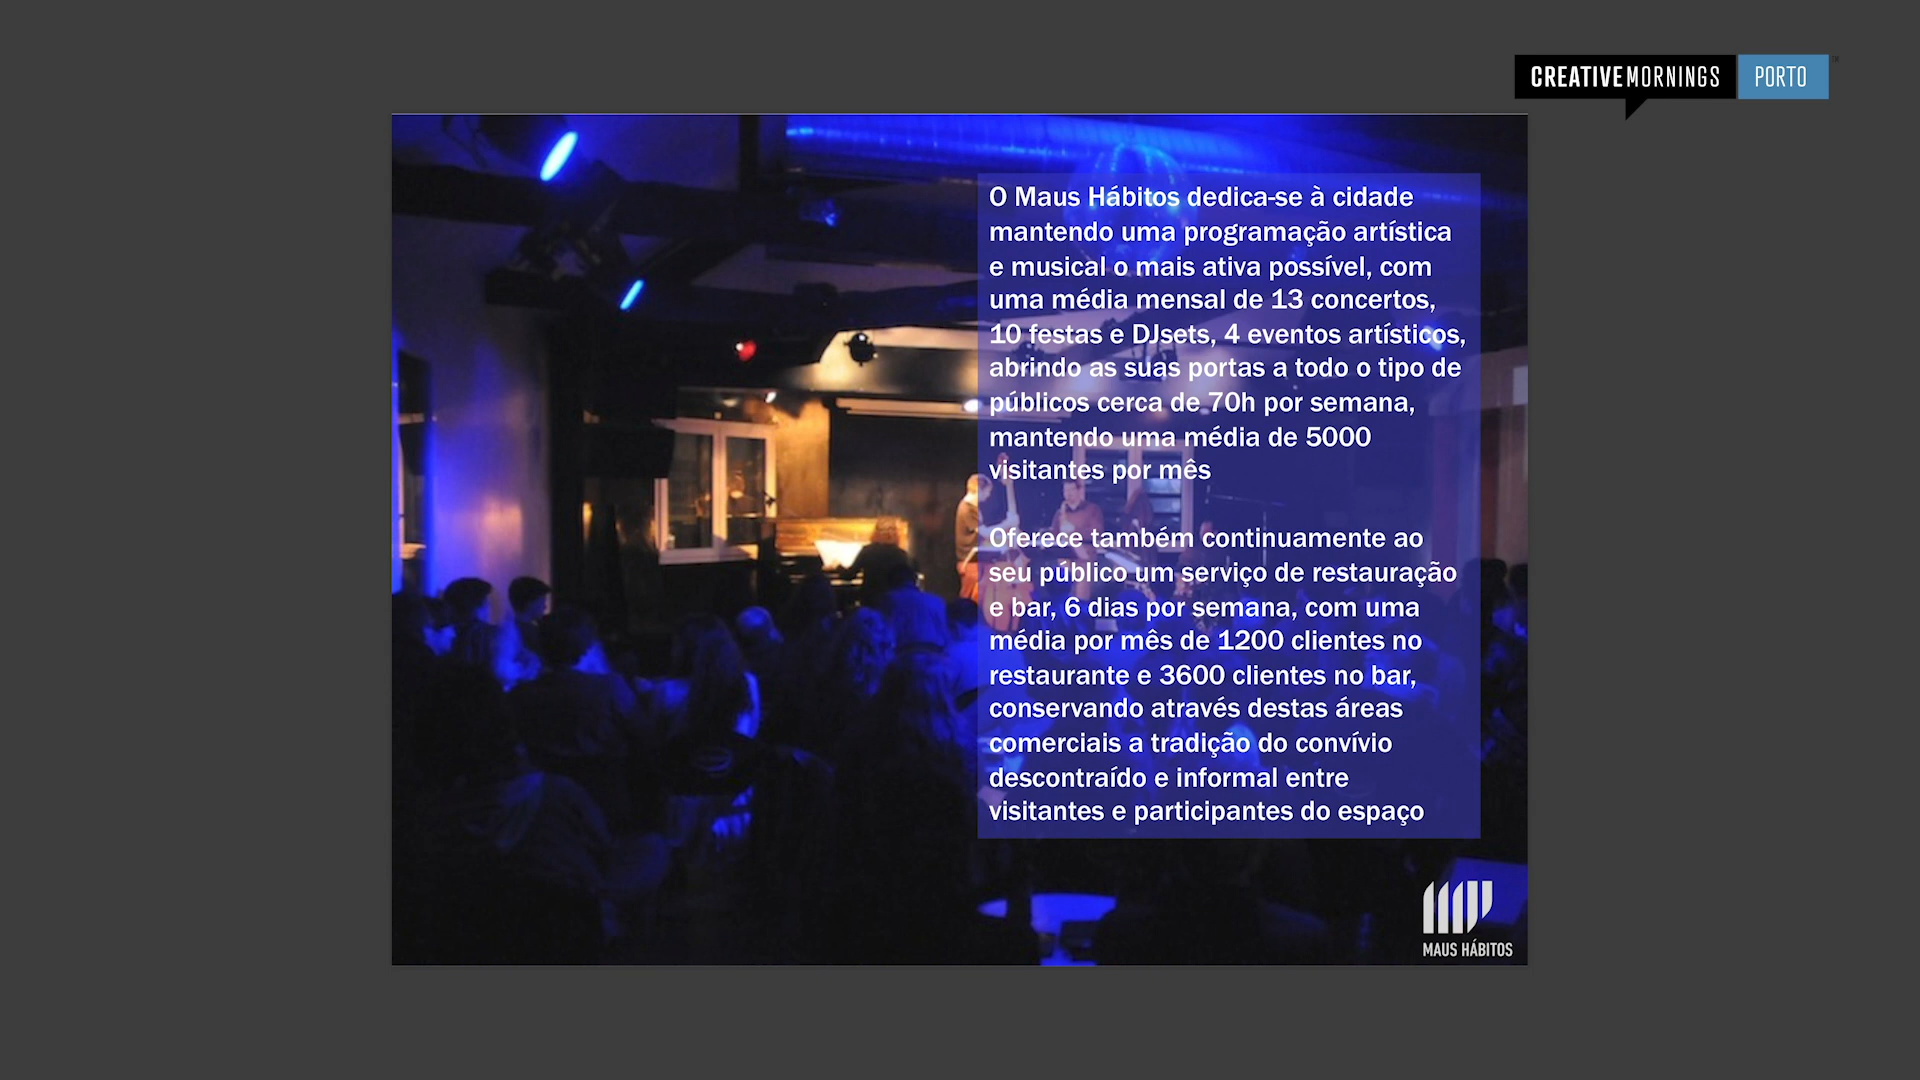 CREATIVEMORNINGS PORTO
TM
O Maus Hábitos dedica-se à cidade
mantendo uma programação artística
e musical o mais ativa possível, com
uma média mensal de 13 concertos,
10 festas e DJsets, 4 eventos artísticos,
abrindo as suas portas a todo o tipo de
públicos cerca de 70h por semana,
mantendo uma média de 5000
visitantes por mês
Oferece também continuamente ao
seu público um serviço de restauração
e bar, 6 dias por semana, com uma
média por mês de 1200 clientes no
restaurante e 3600 clientes no bar,
conservando através destas áreas
comerciais a tradição do convívio
descontraído e informal entre
visitantes e participantes do espaço
MAUS HÁBITOS